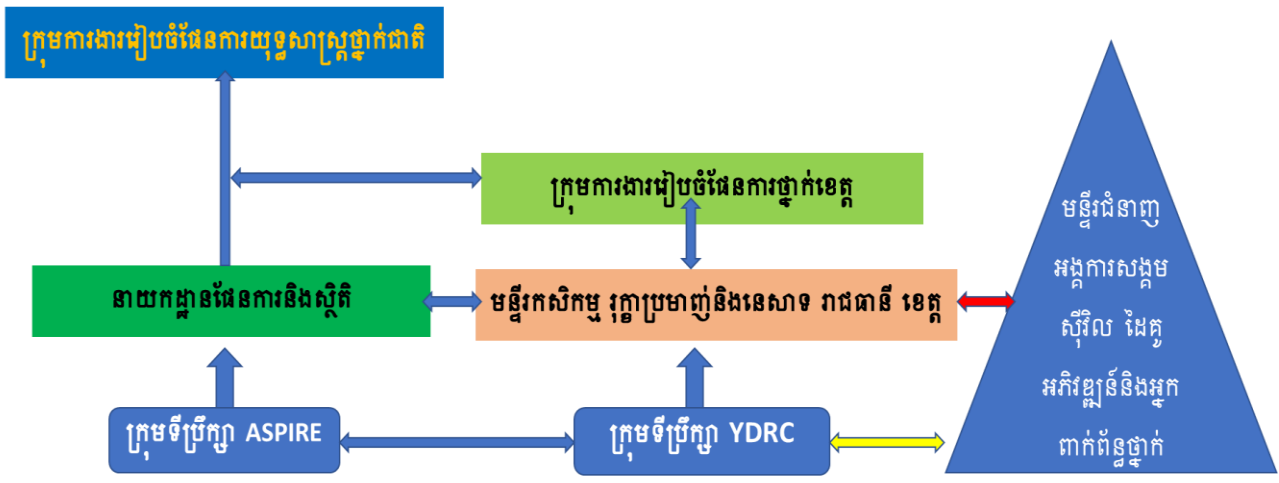 ក្រុមការងាររៀបចំផែនការយុទ្ធសាស្ត្រថ្នាក់ជាតិ
ក្រុមការងាររៀបចំផែនការថ្នាក់ខេត្ត
នាយកដ្ឋានផែនការនិងស្ថិតិ
មន្ទីរកសិកម្ម រុក្ខាប្រមាញ់និងនេសាទ រាជធានី ខេត្ត
ក្រុមទីប្រឹក្សា ASPIRE
ក្រុមទីប្រឹក្សា YDRC
មន្ទីរជំនាញ
អង្គការសង្គម
ស៊ីវិល ដៃគូ
អភិវឌ្ឍន៍និងអ្នក
ពាក់ព័ន្ធថ្នាក់